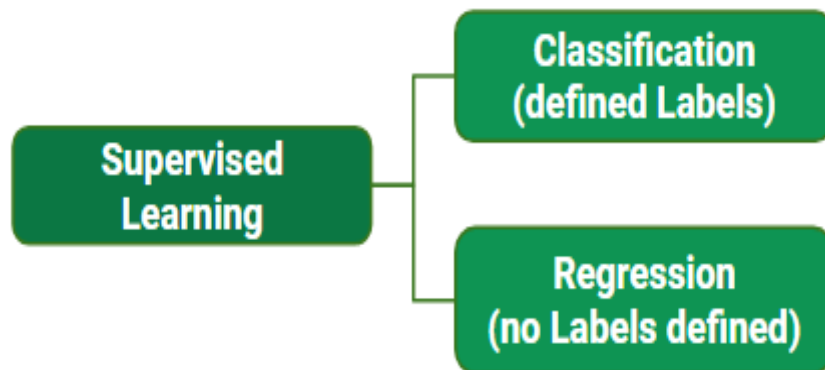 Supervised
Learning
Classification
(defined Labels)
Regression
(no Labels defined)